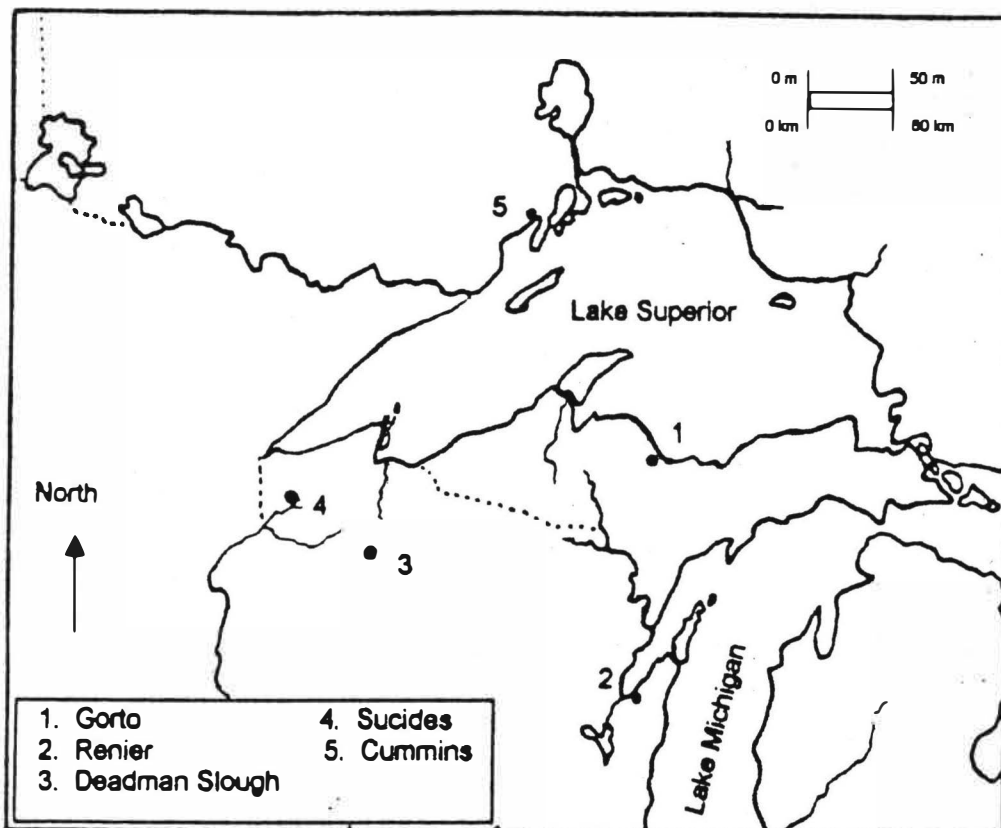 0 m 50 m
0 km 80 km
5
Lake Superior
1
North
4
3
2
Lake Michigan
1. Gorto 4. Sucides
2. Renier 5. Cummins
3. Deadman Slough